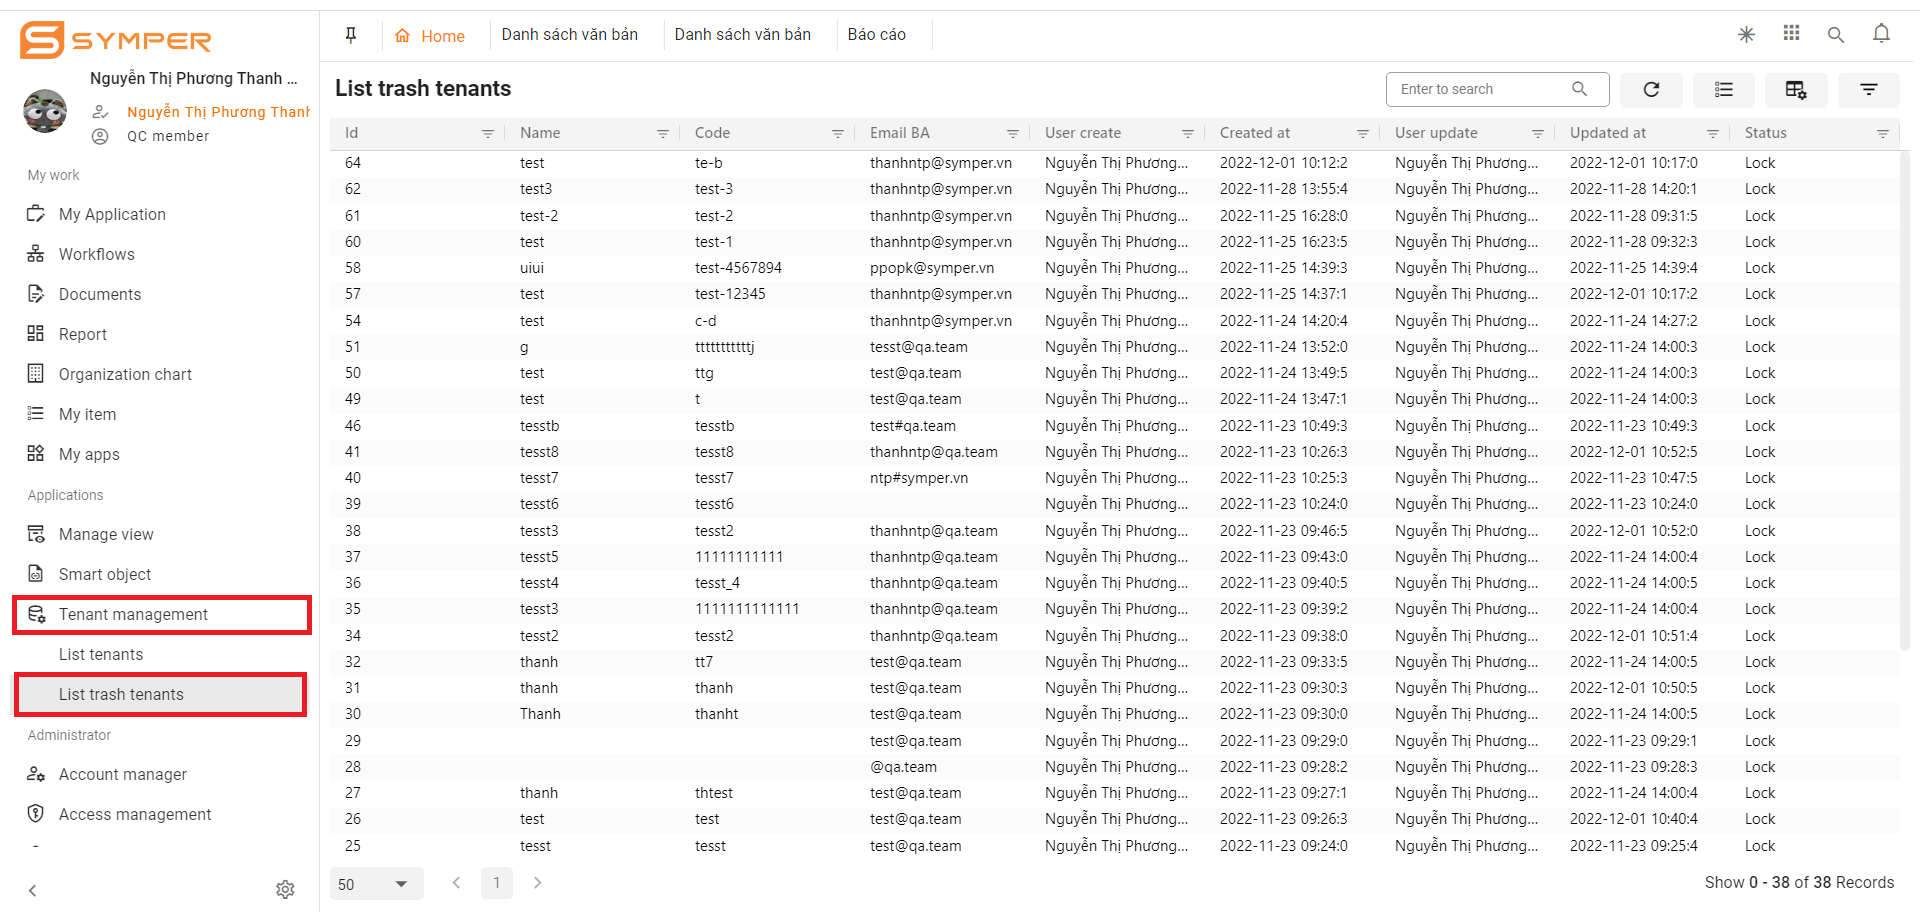 SYMPER
Nguyễn Thị Phương Thanh ...
Nguyễn Thị Phương Thanh
QC member
My work
My Application
Workflows
Documents
Report
Organization chart
My item
My apps
Applications
Manage view
Smart object
Tenant management
List tenants
List trash tenants
Administrator
Account manager
Access management
Home Danh sách văn bản Danh sách văn bản Báo cáo
List trash tenants Enter to search
Id Name Code Email BA User create Created at User update Updated at Status
64 test te-b thanhntp@symper.vn Nguyễn Thị Phương... 2022-12-01 10:12:2 Nguyễn Thị Phương... 2022-12-01 10:17:0 Lock
62 test3 test-3 thanhntp@symper.vn Nguyễn Thị Phương... 2022-11-28 13:55:4 Nguyễn Thị Phương... 2022-11-28 14:20:1 Lock
61 test-2 test-2 thanhntp@symper.vn Nguyễn Thị Phương... 2022-11-25 16:28:0 Nguyễn Thị Phương... 2022-11-28 09:31:5 Lock
60 test test-1 thanhntp@symper.vn Nguyễn Thị Phương... 2022-11-25 16:23:5 Nguyễn Thị Phương... 2022-11-28 09:32:3 Lock
58 uiui test-4567894 ppopk@symper.vn Nguyễn Thị Phương... 2022-11-25 14:39:3 Nguyễn Thị Phương... 2022-11-25 14:39:4 Lock
57 test test-12345 thanhntp@symper.vn Nguyễn Thị Phương... 2022-11-25 14:37:1 Nguyễn Thị Phương... 2022-12-01 10:17:2 Lock
54 test c-d thanhntp@symper.vn Nguyễn Thị Phương... 2022-11-24 14:20:4 Nguyễn Thị Phương... 2022-11-24 14:27:2 Lock
51 g tttttttttttj tesst@qa.team Nguyễn Thị Phương... 2022-11-24 13:52:0 Nguyễn Thị Phương... 2022-11-24 14:00:3 Lock
50 test ttg test@qa.team Nguyễn Thị Phương... 2022-11-24 13:49:5 Nguyễn Thị Phương... 2022-11-24 14:00:3 Lock
49 test t test@qa.team Nguyễn Thị Phương... 2022-11-24 13:47:1 Nguyễn Thị Phương... 2022-11-24 14:00:3 Lock
46 tesstb tesstb test#qa.team Nguyễn Thị Phương... 2022-11-23 10:49:3 Nguyễn Thị Phương... 2022-11-23 10:49:3 Lock
41 tesst8 tesst8 thanhntp@qa.team Nguyễn Thị Phương... 2022-11-23 10:26:3 Nguyễn Thị Phương... 2022-12-01 10:52:5 Lock
40 tesst7 tesst7 ntp#symper.vn Nguyễn Thị Phương... 2022-11-23 10:25:3 Nguyễn Thị Phương... 2022-11-23 10:47:5 Lock
39 tesst6 tesst6 Nguyễn Thị Phương... 2022-11-23 10:24:0 Nguyễn Thị Phương... 2022-11-23 10:24:0 Lock
38 tesst3 tesst2 thanhntp@qa.team Nguyễn Thị Phương... 2022-11-23 09:46:5 Nguyễn Thị Phương... 2022-12-01 10:52:0 Lock
37 tesst5 11111111111 thanhntp@qa.team Nguyễn Thị Phương... 2022-11-23 09:43:0 Nguyễn Thị Phương... 2022-11-24 14:00:4 Lock
36 tesst4 tesst_4 thanhntp@qa.team Nguyễn Thị Phương... 2022-11-23 09:40:5 Nguyễn Thị Phương... 2022-11-24 14:00:5 Lock
35 tesst3 1111111111111 thanhntp@qa.team Nguyễn Thị Phương... 2022-11-23 09:39:2 Nguyễn Thị Phương... 2022-11-24 14:00:4 Lock
34 tesst2 tesst2 thanhntp@qa.team Nguyễn Thị Phương... 2022-11-23 09:38:0 Nguyễn Thị Phương... 2022-12-01 10:51:4 Lock
32 thanh tt7 test@qa.team Nguyễn Thị Phương... 2022-11-23 09:33:5 Nguyễn Thị Phương... 2022-11-24 14:00:5 Lock
31 thanh thanh test@qa.team Nguyễn Thị Phương... 2022-11-23 09:30:3 Nguyễn Thị Phương... 2022-12-01 10:50:5 Lock
30 Thanh thanht test@qa.team Nguyễn Thị Phương... 2022-11-23 09:30:0 Nguyễn Thị Phương... 2022-11-24 14:00:5 Lock
29 test@qa.team Nguyễn Thị Phương... 2022-11-23 09:29:0 Nguyễn Thị Phương... 2022-11-23 09:29:1 Lock
28 @qa.team Nguyễn Thị Phương... 2022-11-23 09:28:2 Nguyễn Thị Phương... 2022-11-23 09:28:3 Lock
27 thanh thtest test@qa.team Nguyễn Thị Phương... 2022-11-23 09:27:1 Nguyễn Thị Phương... 2022-11-24 14:00:4 Lock
26 test test test@qa.team Nguyễn Thị Phương... 2022-11-23 09:26:3 Nguyễn Thị Phương... 2022-12-01 10:40:4 Lock
25 tesst tesst test@qa.team Nguyễn Thị Phương... 2022-11-23 09:24:0 Nguyễn Thị Phương... 2022-11-23 09:25:4 Lock
50 1 Show 0 - 38 of 38 Records